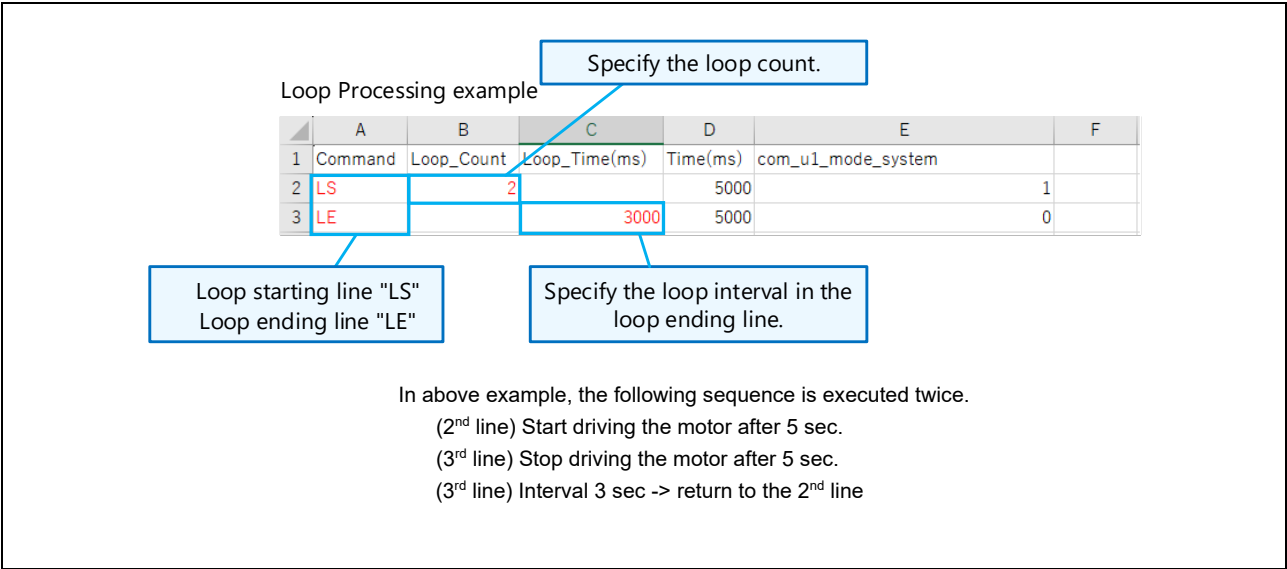 Specify the loop count.
Loop Processing example
A B C D E F
1 Command Loop_Count Loop_Time(ms) Time(ms) com_u1_mode_system
2 LS 2 5000 1
3 LE 3000 5000 0
Loop starting line "LS"
Loop ending line "LE"
Specify the loop interval in the
loop ending line.
In above example, the following sequence is executed twice.
(2nd line) Start driving the motor after 5 sec.
(3rd line) Stop driving the motor after 5 sec.
(3rd line) Interval 3 sec -> return to the 2nd line